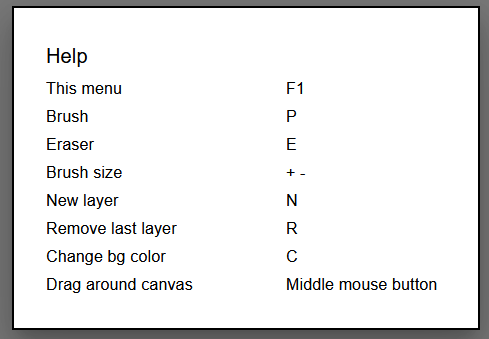 Help
This menu F1
Brush P
Eraser E
Brush size + -
New layer N
Remove last layer R
Change bg color C
Drag around canvas Middle mouse button